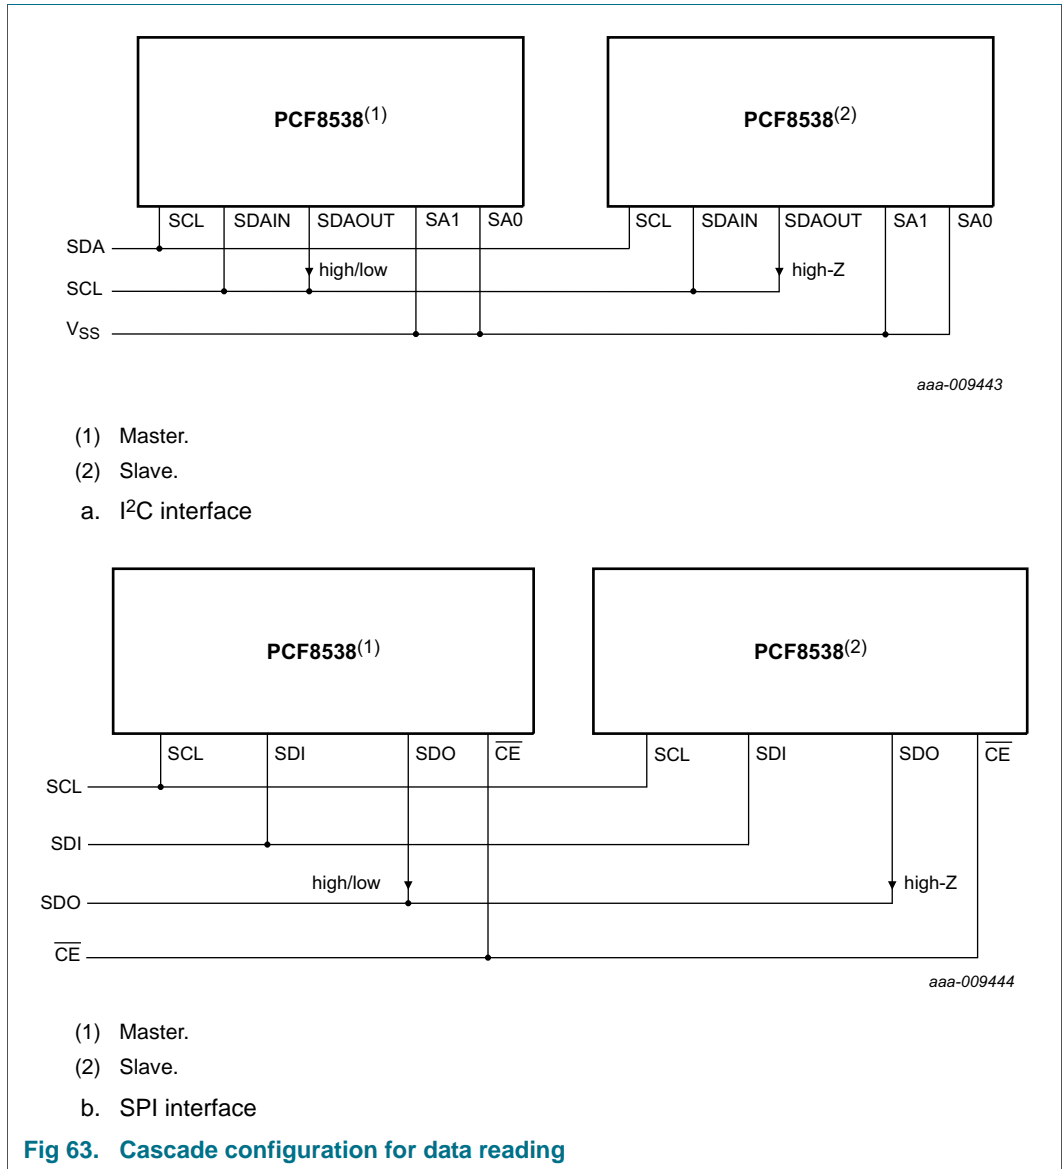 PCF8538(1) PCF8538(2)
SCL SDAIN SDAOUT SA1 SA0 SCL SDAIN SDAOUT SA1 SA0
SDA
high/low high-Z
SCL
VSS
aaa-009443
(1) Master.
(2) Slave.
a. I2C interface
PCF8538(1) PCF8538(2)
SCL SDI SDO CE SCL SDI SDO CE
SCL
SDI
high/low high-Z
SDO
CE
aaa-009444
(1) Master.
(2) Slave.
b. SPI interface
Fig 63. Cascade configuration for data reading